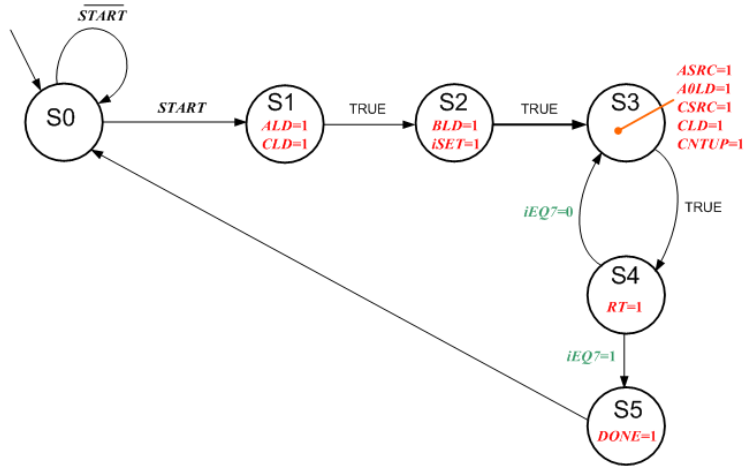 START
S0
START
S1
ALD=1
CLD=1
TRUE
S2
BLD=1
iSET=1
TRUE
S3
ASRC=1
A0LD=1
CSRC=1
CLD=1
CNTUP=1
iEQ7=0
TRUE
S4
RT=1
iEQ7=1
S5
DONE=1